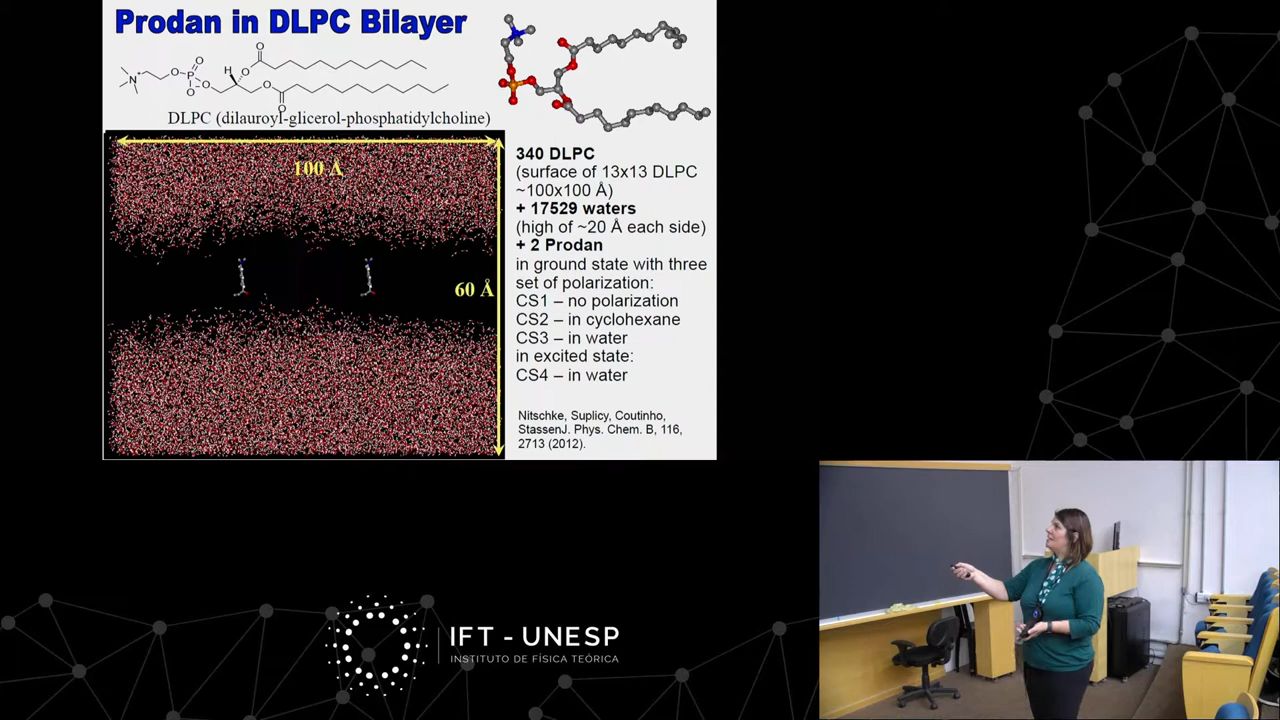 Prodan in DLPC Bilayer
O
O
P
O
H
O
N+
O-
O
O
O
DLPC (dilauroyl-glicerol-phosphatidylcholine)
100 Å
60 Å
340 DLPC
(surface of 13x13 DLPC
~100x100 Å)
+ 17529 waters
(high of ~20 Å each side)
+ 2 Prodan
in ground state with three
set of polarization:
CS1 – no polarization
CS2 – in cyclohexane
CS3 – in water
in excited state:
CS4 – in water
Nitschke, Suplicy, Coutinho,
StassenJ. Phys. Chem. B, 116,
2713 (2012).
IFT - UNESP
INSTITUTO DE FÍSICA TEÓRICA